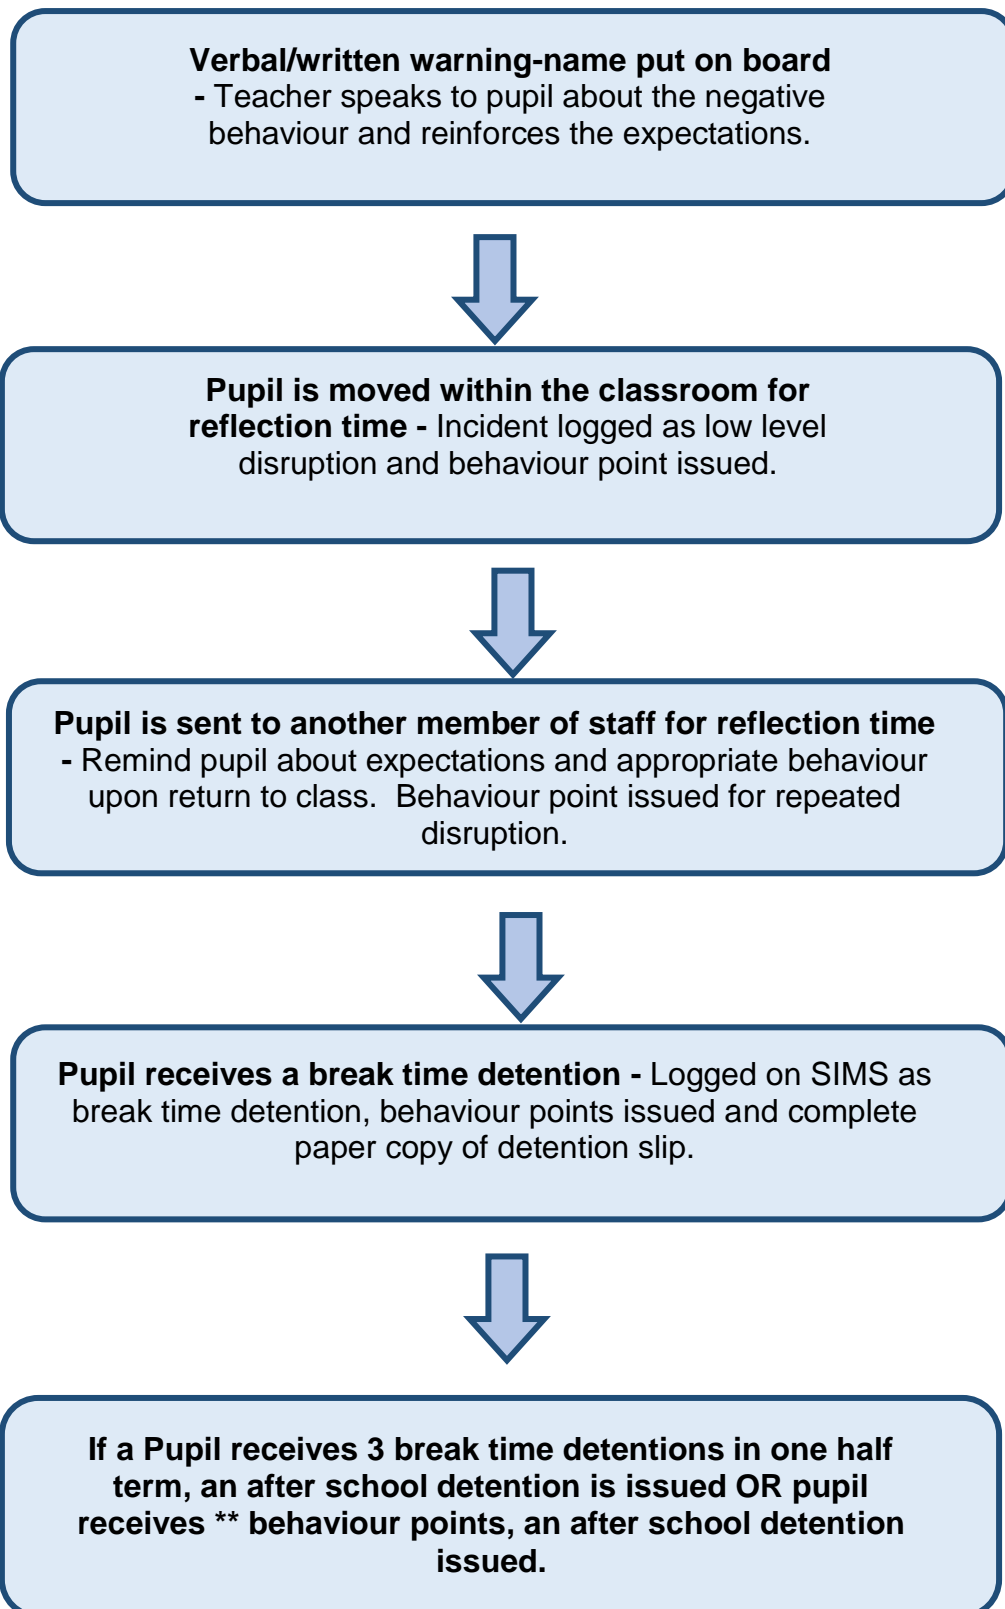 Verbal/written warning-name put on board
- Teacher speaks to pupil about the negative
behaviour and reinforces the expectations.
Pupil is moved within the classroom for
reflection time - Incident logged as low level
disruption and behaviour point issued.
Pupil is sent to another member of staff for reflection time
- Remind pupil about expectations and appropriate behaviour
upon return to class.  Behaviour point issued for repeated
disruption.
Pupil receives a break time detention - Logged on SIMS as
break time detention, behaviour points issued and complete
paper copy of detention slip.
If a Pupil receives 3 break time detentions in one half
term, an after school detention is issued OR pupil
receives ** behaviour points, an after school detention
issued.